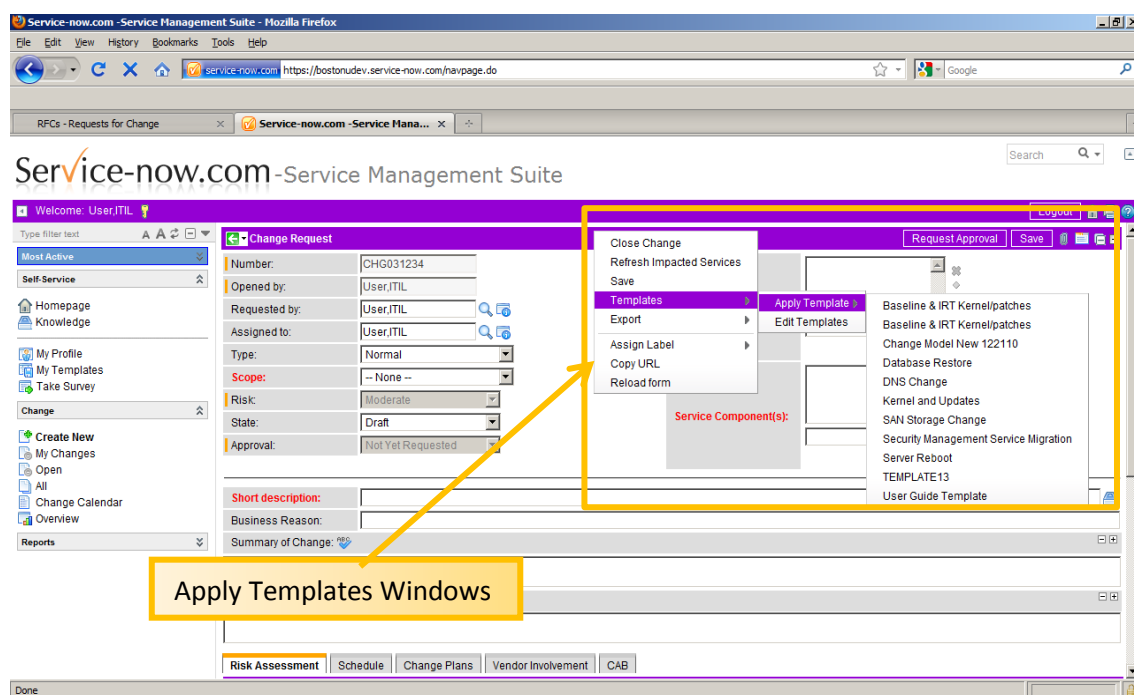 Service-now.com -Service Management Suite - Mozilla Firefox
File Edit View History Bookmarks Tools Help
service-now.com https://bostonudev.service-now.com/navpage.do
Google
RFCs - Requests for Change
Service-now.com -Service Mana...
Service-now.com -Service Management Suite
Search
Welcome: User,ITIL
Logout
Type filter text A A
Change Request
Request Approval Save
Most Active
Self-Service
Homepage
Knowledge
My Profile
My Templates
Take Survey
Change
Create New
My Changes
Open
All
Change Calendar
Overview
Reports
Number: CHG031234
Opened by: User,ITIL
Requested by: User,ITIL
Assigned to: User,ITIL
Type: Normal
Scope: -- None --
Risk: Moderate
State: Draft
Approval: Not Yet Requested
Close Change
Refresh Impacted Services
Save
Templates
Export
Assign Label
Copy URL
Reload form
Apply Template
Edit Templates
Baseline & IRT Kernel/patches
Baseline & IRT Kernel/patches
Change Model New 122110
Database Restore
DNS Change
Kernel and Updates
SAN Storage Change
Security Management Service Migration
Server Reboot
TEMPLATE13
User Guide Template
Service Component(s):
Short description:
Business Reason:
Summary of Change:
Apply Templates Windows
Risk Assessment Schedule Change Plans Vendor Involvement CAB
Done